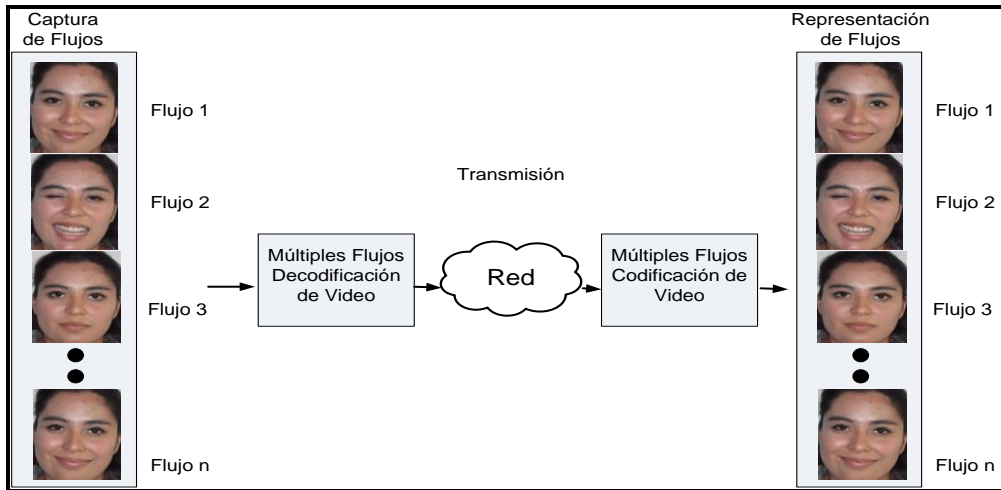 Captura
de Flujos
Flujo 1
Flujo 2
Flujo 3
Flujo n
Múltiples Flujos
Decodificación
de Video
Transmisión
Red
Múltiples Flujos
Codificación de
Video
Representación
de Flujos
Flujo 1
Flujo 2
Flujo 3
Flujo n